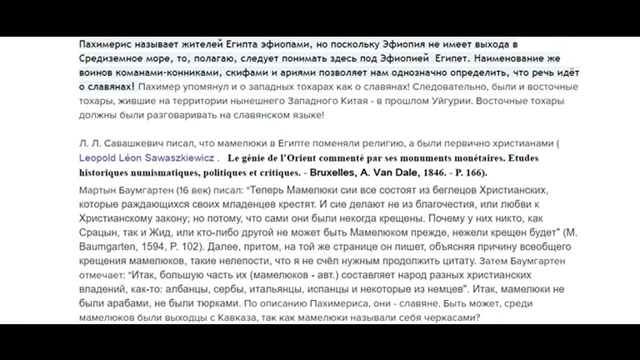 Пахимерис называет жителей Египта эфиопами, но поскольку Эфиопия не имеет выхода в
Средиземное море, то, полагаю, следует понимать здесь под Эфиопией  Египет. Наименование же
воинов команами-конниками, скифами и ариями позволяет нам однозначно определить, что речь идёт
о славянах! Пахимер упомянул и о западных тохарах как о славянах! Следовательно, были и восточные
тохары, жившие на территории нынешнего Западного Китая - в прошлом Уйгурии. Восточные тохары
должны были разговаривать на славянском языке!
Л. Л. Савашкевич писал, что мамелюки в Египте поменяли религию, а были первично христианами (
Leopold Léon Sawaszkiewicz .   Le génie de l'Orient commenté par ses monuments monétaires. Etudes
historiques numismatiques, politiques et critiques. - Bruxelles, A. Van Dale, 1846. - P. 166).
Мартын Баумгартен (16 век) писал: "Теперь Мамелюки сии все состоят из беглецов Христианских,
которые раждающихся своих младенцев крестят. И сие делают не из благочестия, или любви к
Христианскому закону; но потому, что сами они были некогда крещены. Почему у них никто, как
Срацын, так и Жид, или кто-либо другой не может быть Мамелюком прежде, нежели крещен будет" (M.
Baumgarten, 1594, P. 102). Далее, притом, на той же странице он пишет, объясняя причину всеобщего
крещения мамелюков, такие нелепости, что я не счёл нужным продолжить цитату. Затем Баумгартен
отмечает: "Итак, большую часть их (мамелюков - авт.) составляет народ разных христианских
владений, как-то: албанцы, сербы, итальянцы, испанцы и некоторые из немцев". Итак, мамелюки не
были арабами, не были тюрками. По описанию Пахимериса, они - славяне. Быть может, среди
мамелюков были выходцы с Кавказа, так как мамелюки называли себя черкасами?